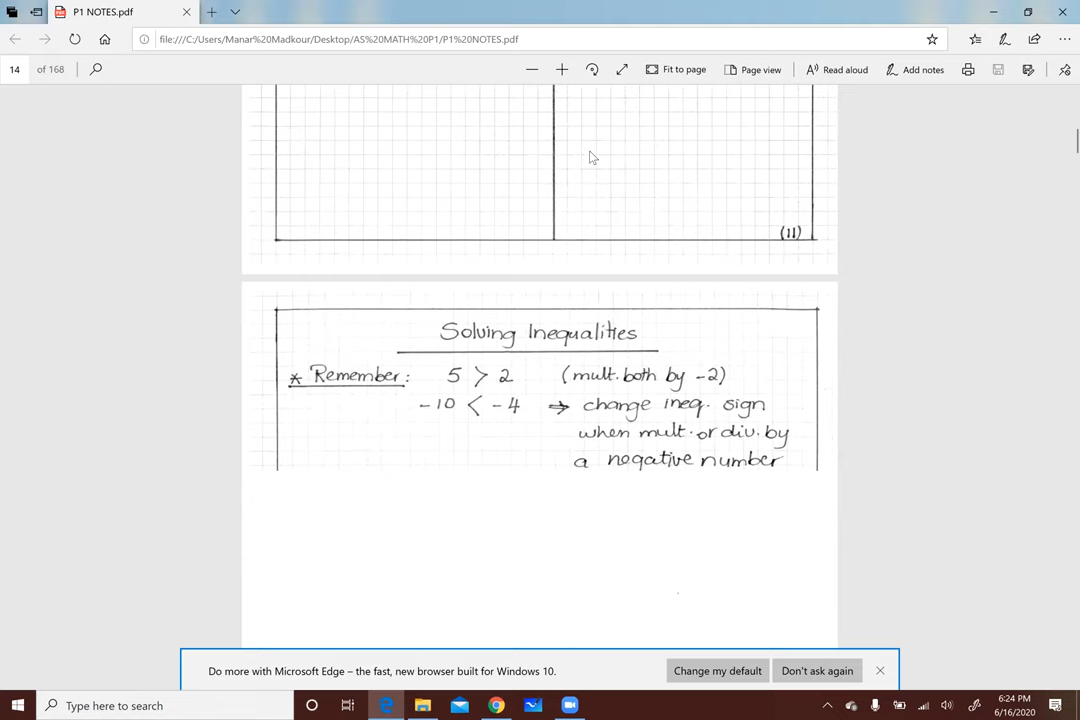 P1 NOTES.pdf
file:///C:/Users/Manar%20Madkour/Desktop/AS%20MATH%20P1/P1%20NOTES.pdf
14 of 168
Fit to page
Page view
Read aloud
Add notes
(11)
Solving Inequalities
* Remember: 5 > 2 (mult. both by -2)
-10 < -4 ⇒ change ineq. sign
when mult. or div. by
a negative number
Do more with Microsoft Edge – the fast, new browser built for Windows 10.
Change my default
Don't ask again
Type here to search
6:24 PM
6/16/2020